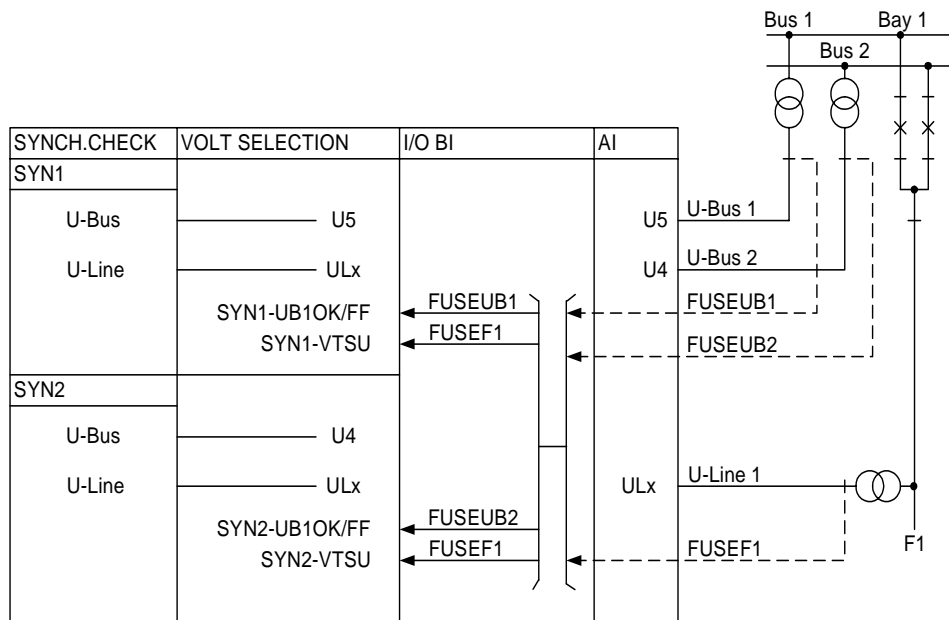 Bus 1 Bay 1
Bus 2
SYNCH.CHECK VOLT SELECTION I/O BI AI
SYN1
U-Bus U5 U5 U-Bus 1
U-Line ULx U4 U-Bus 2
SYN1-UB1OK/FF FUSEUB1 FUSEUB1
SYN1-VTSU FUSEF1 FUSEUB2
SYN2
U-Bus U4
U-Line ULx ULx U-Line 1
SYN2-UB1OK/FF FUSEUB2
SYN2-VTSU FUSEF1 FUSEF1 F1